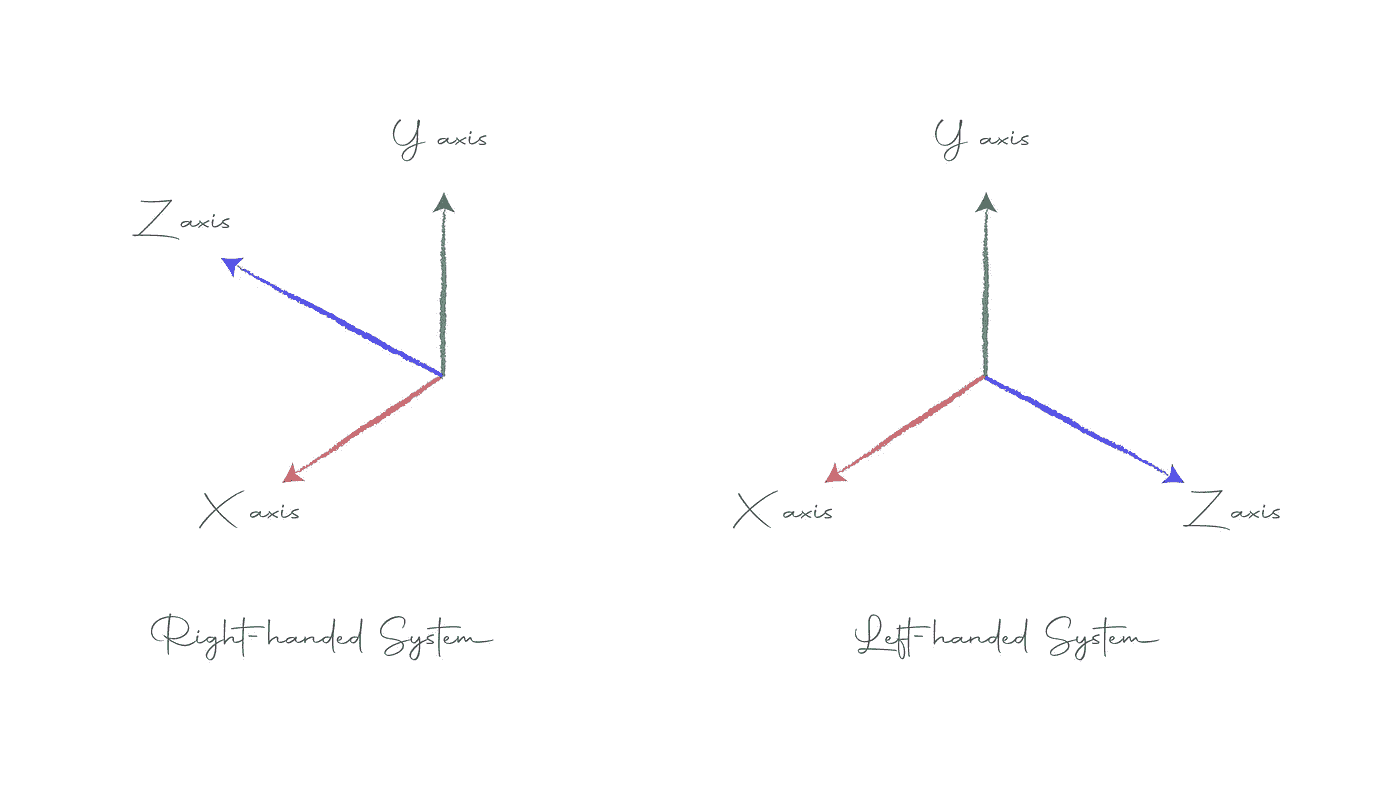 Y axis
Z axis
X axis
Right-handed System
Y axis
X axis
Z axis
Left-handed System